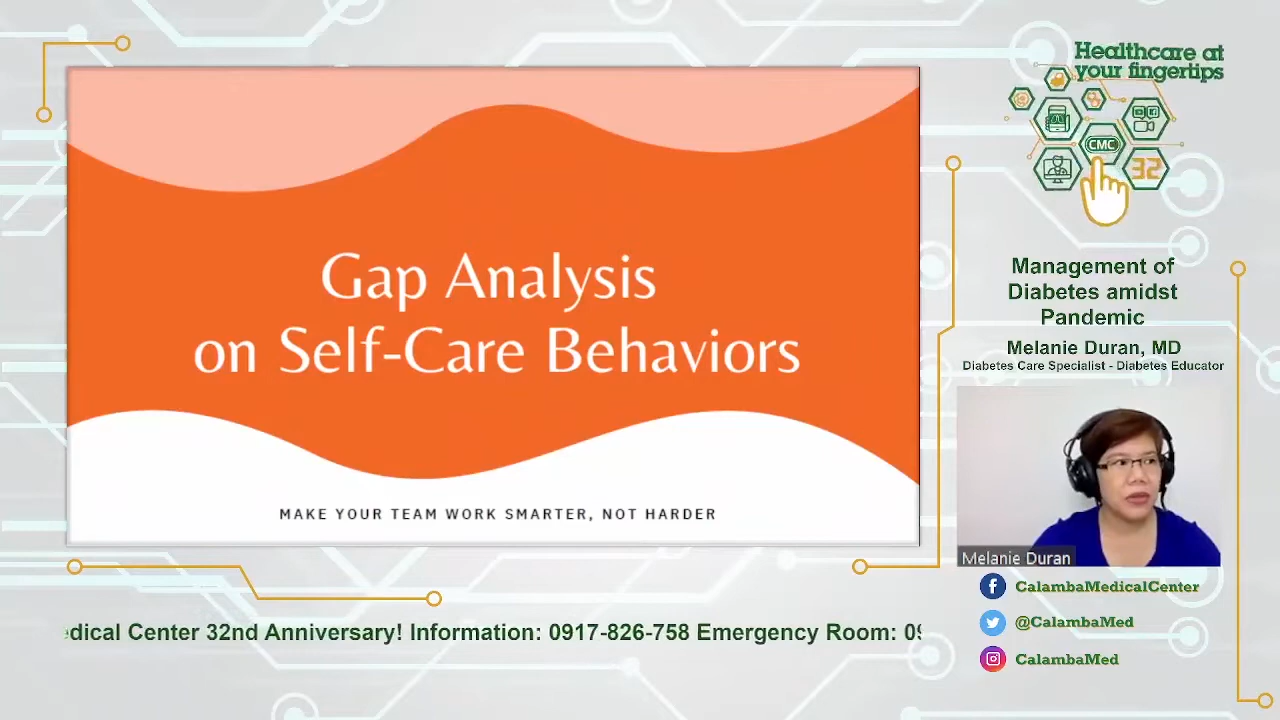 Healthcare at
your fingertips
CMC
32
Gap Analysis
on Self-Care Behaviors
MAKE YOUR TEAM WORK SMARTER, NOT HARDER
Management of
Diabetes amidst
Pandemic
Melanie Duran, MD
Diabetes Care Specialist - Diabetes Educator
Melanie Duran
CalambaMedicalCenter
@CalambaMed
CalambaMed
edical Center 32nd Anniversary! Information: 0917-826-758 Emergency Room: 09